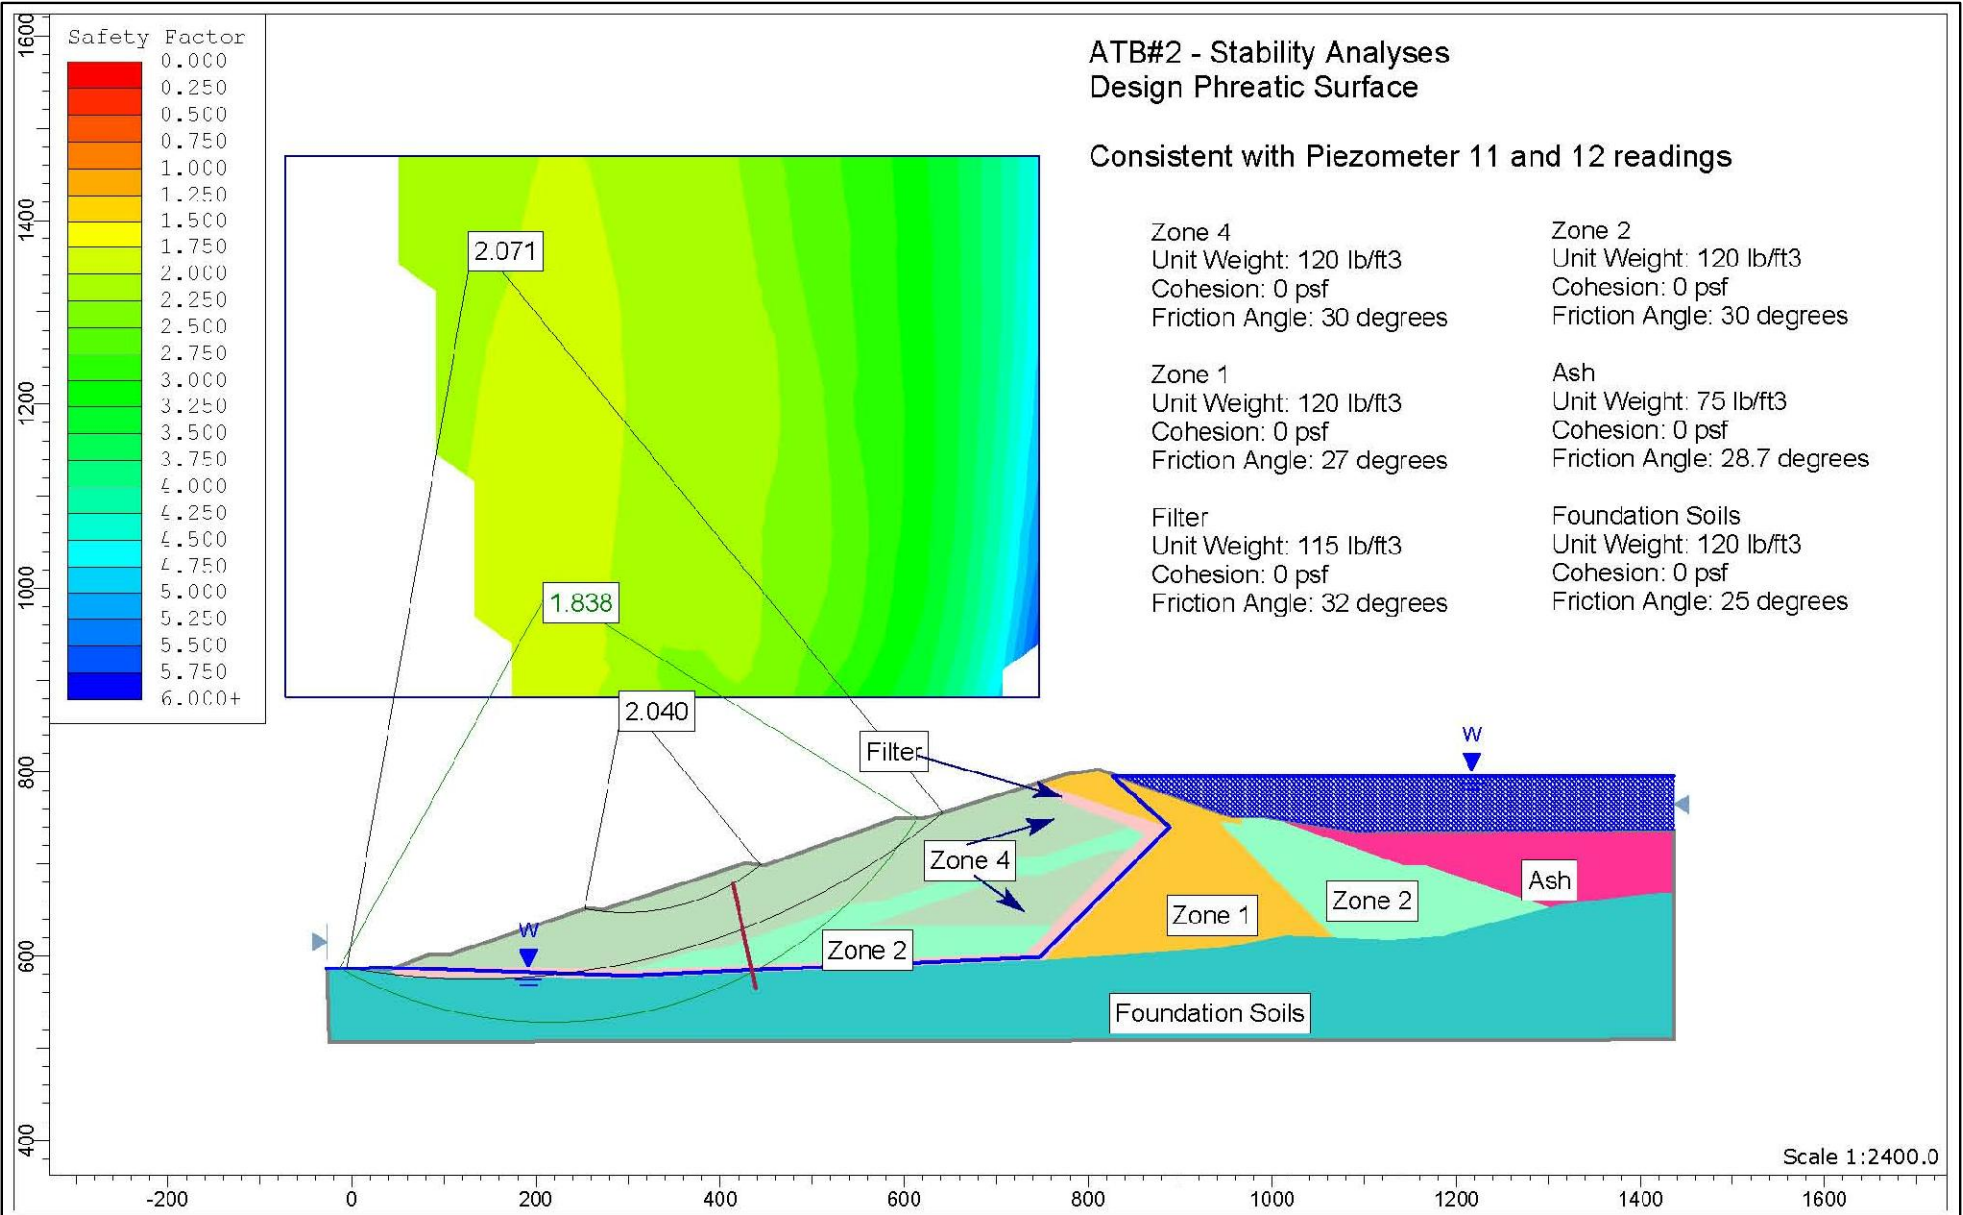 Safety Factor
0.000
0.250
0.500
0.750
1.000
1.250
1.500
1.750
2.000
2.250
2.500
2.750
3.000
3.250
3.500
3.750
4.000
4.250
4.500
4.750
5.000
5.250
5.500
5.750
6.000+
ATB#2 - Stability Analyses
Design Phreatic Surface
Consistent with Piezometer 11 and 12 readings
Zone 4
Unit Weight: 120 lb/ft3
Cohesion: 0 psf
Friction Angle: 30 degrees
Zone 2
Unit Weight: 120 lb/ft3
Cohesion: 0 psf
Friction Angle: 30 degrees
Zone 1
Unit Weight: 120 lb/ft3
Cohesion: 0 psf
Friction Angle: 27 degrees
Ash
Unit Weight: 75 lb/ft3
Cohesion: 0 psf
Friction Angle: 28.7 degrees
Filter
Unit Weight: 115 lb/ft3
Cohesion: 0 psf
Friction Angle: 32 degrees
Foundation Soils
Unit Weight: 120 lb/ft3
Cohesion: 0 psf
Friction Angle: 25 degrees
2.071
1.838
2.040
Filter
W
Zone 4
Ash
Zone 2
Zone 1
W
Zone 2
Foundation Soils
Scale 1:2400.0
1600
1400
1200
1000
800
600
400
-200
0
200
400
600
800
1000
1200
1400
1600